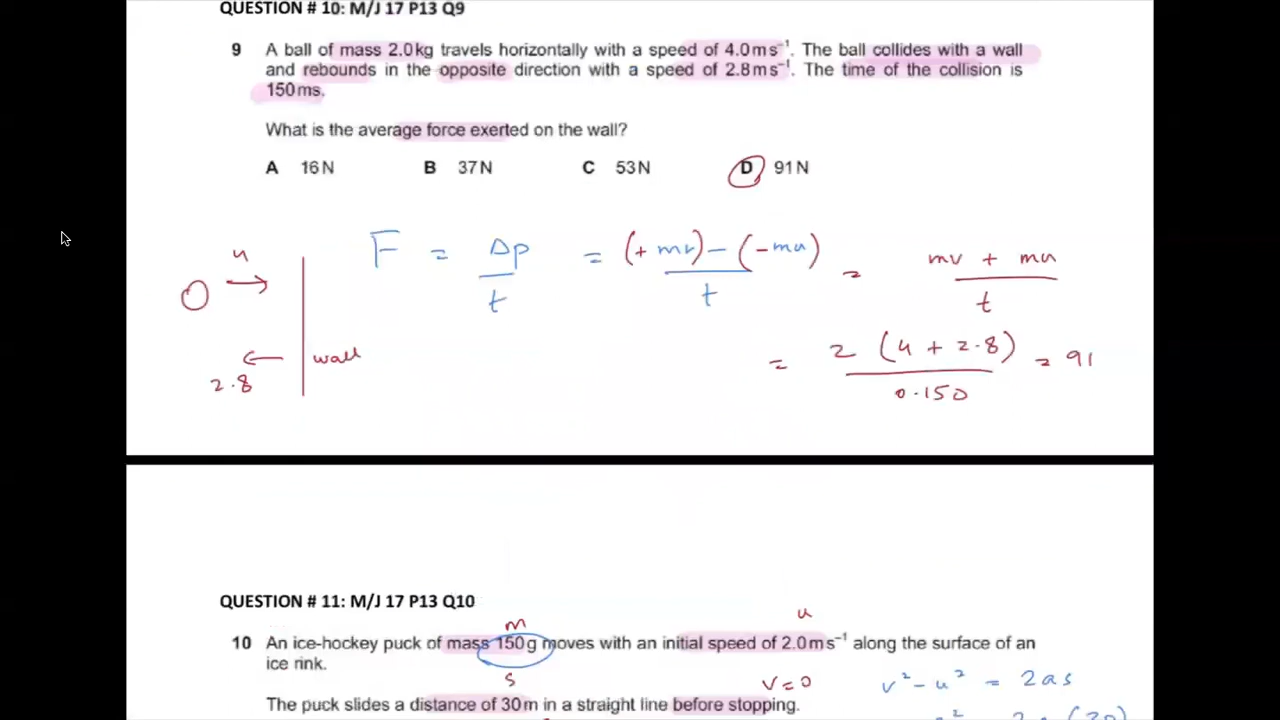 QUESTION # 10: M/J 17 P13 Q9
9 A ball of mass 2.0 kg travels horizontally with a speed of 4.0 m s⁻¹. The ball collides with a wall
and rebounds in the opposite direction with a speed of 2.8 m s⁻¹. The time of the collision is
150 ms.
What is the average force exerted on the wall?
A 16 N B 37 N C 53 N D 91 N
F = Δp / t = (+mv) − (−mu) / t = mv + mu / t
u
wall
2.8
= 2 (4 + 2.8) / 0.150 = 91
QUESTION # 11: M/J 17 P13 Q10
m u
10 An ice-hockey puck of mass 150 g moves with an initial speed of 2.0 m s⁻¹ along the surface of an
ice rink.
s v=0 v² − u² = 2as
The puck slides a distance of 30 m in a straight line before stopping.